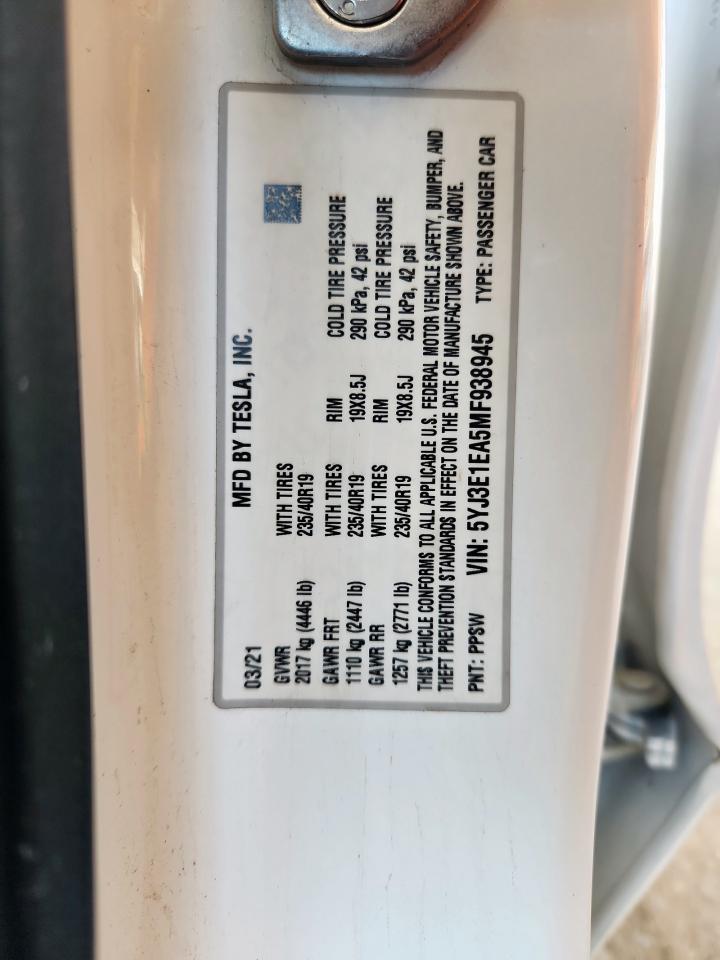 MFD BY TESLA, INC.
03/21
GVWR WITH TIRES
2017 kg (4446 lb) 235/40R19
GAWR FRT WITH TIRES RIM COLD TIRE PRESSURE
1110 kg (2447 lb) 235/40R19 19X8.5J 290 kPa, 42 psi
GAWR RR WITH TIRES RIM COLD TIRE PRESSURE
1257 kg (2771 lb) 235/40R19 19X8.5J 290 kPa, 42 psi
THIS VEHICLE CONFORMS TO ALL APPLICABLE U.S. FEDERAL MOTOR VEHICLE SAFETY, BUMPER, AND
THEFT PREVENTION STANDARDS IN EFFECT ON THE DATE OF MANUFACTURE SHOWN ABOVE.
PNT: PPSW VIN: 5YJ3E1EA5MF938945 TYPE: PASSENGER CAR